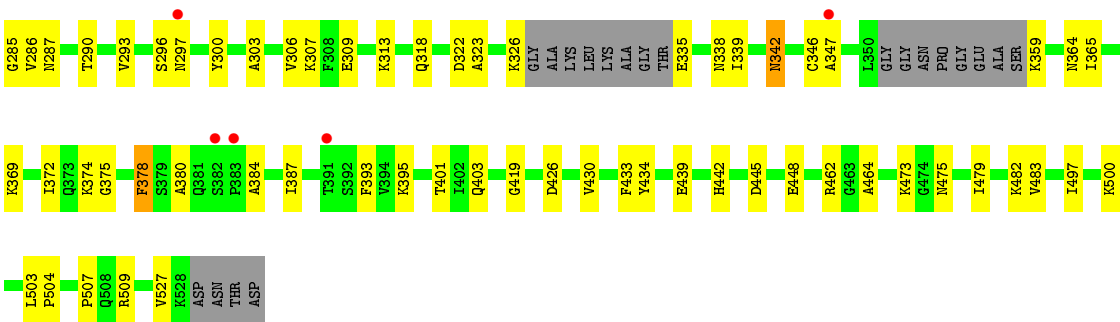 G285 V286 N287 T290 V293 S296 N297 Y300 A303 V306 K307 F308 E309 K313 Q318 D322 A323 K326 GLY ALA LYS LEU LYS ALA GLY THR E335 N338 I339 N342 C346 A347 L350 GLY GLY ASN PRO GLY GLU ALA SER K359 N364 I365
K369 I372 Q373 K374 G375 F378 S379 A380 Q381 S382 P383 A384 I387 T391 S392 F393 V394 K395 T401 I402 Q403 G419 D426 V430 F433 Y434 E439 H442 D445 E448 R462 G463 A464 K473 G474 N475 I479 K482 V483 I497 K500
L503 P504 P507 Q508 R509 V527 K528 ASP ASN THR ASP